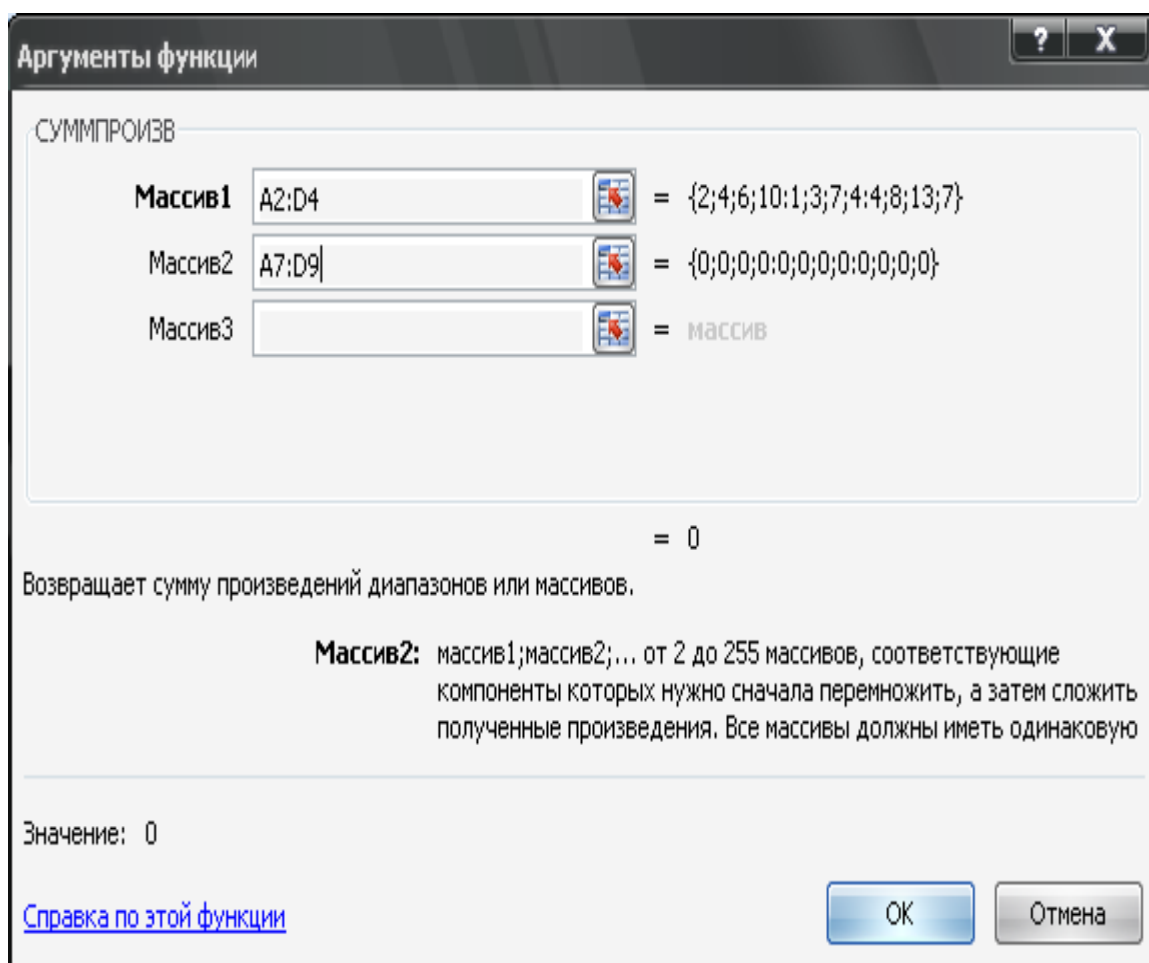 Аргументы функции
СУММПРОИЗВ
Массив1 A2:D4 = {2;4;6;10:1;3;7;4:4;8;13;7}
Массив2 A7:D9 = {0;0;0;0:0;0;0;0:0;0;0;0}
Массив3 = массив
= 0
Возвращает сумму произведений диапазонов или массивов.
Массив2: массив1;массив2;... от 2 до 255 массивов, соответствующие
компоненты которых нужно сначала перемножить, а затем сложить
полученные произведения. Все массивы должны иметь одинаковую
Значение: 0
Справка по этой функции
ОК
Отмена